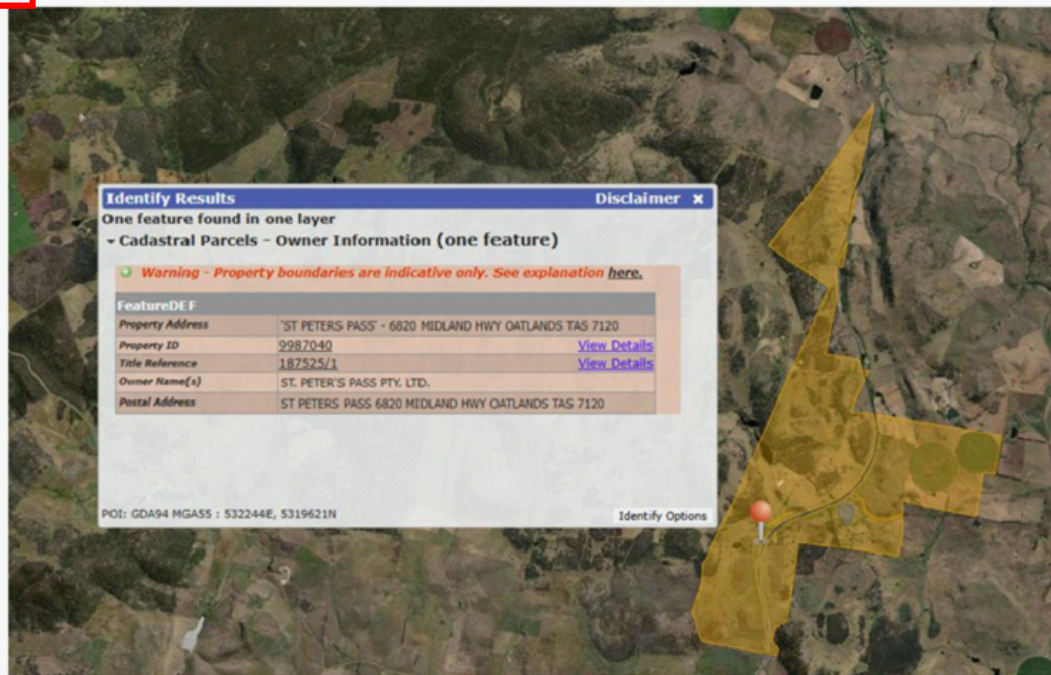 Identify Results Disclaimer x
One feature found in one layer
Cadastral Parcels - Owner Information (one feature)
Warning - Property boundaries are indicative only. See explanation here.
FeatureDEF
Property Address 'ST PETERS PASS' - 6820 MIDLAND HWY OATLANDS TAS 7120
Property ID 9987040 View Details
Title Reference 187525/1 View Details
Owner Name(s) ST. PETER'S PASS PTY. LTD.
Postal Address ST PETERS PASS 6820 MIDLAND HWY OATLANDS TAS 7120
POI: GDA94 MGA55 : 532244E, 5319621N Identify Options